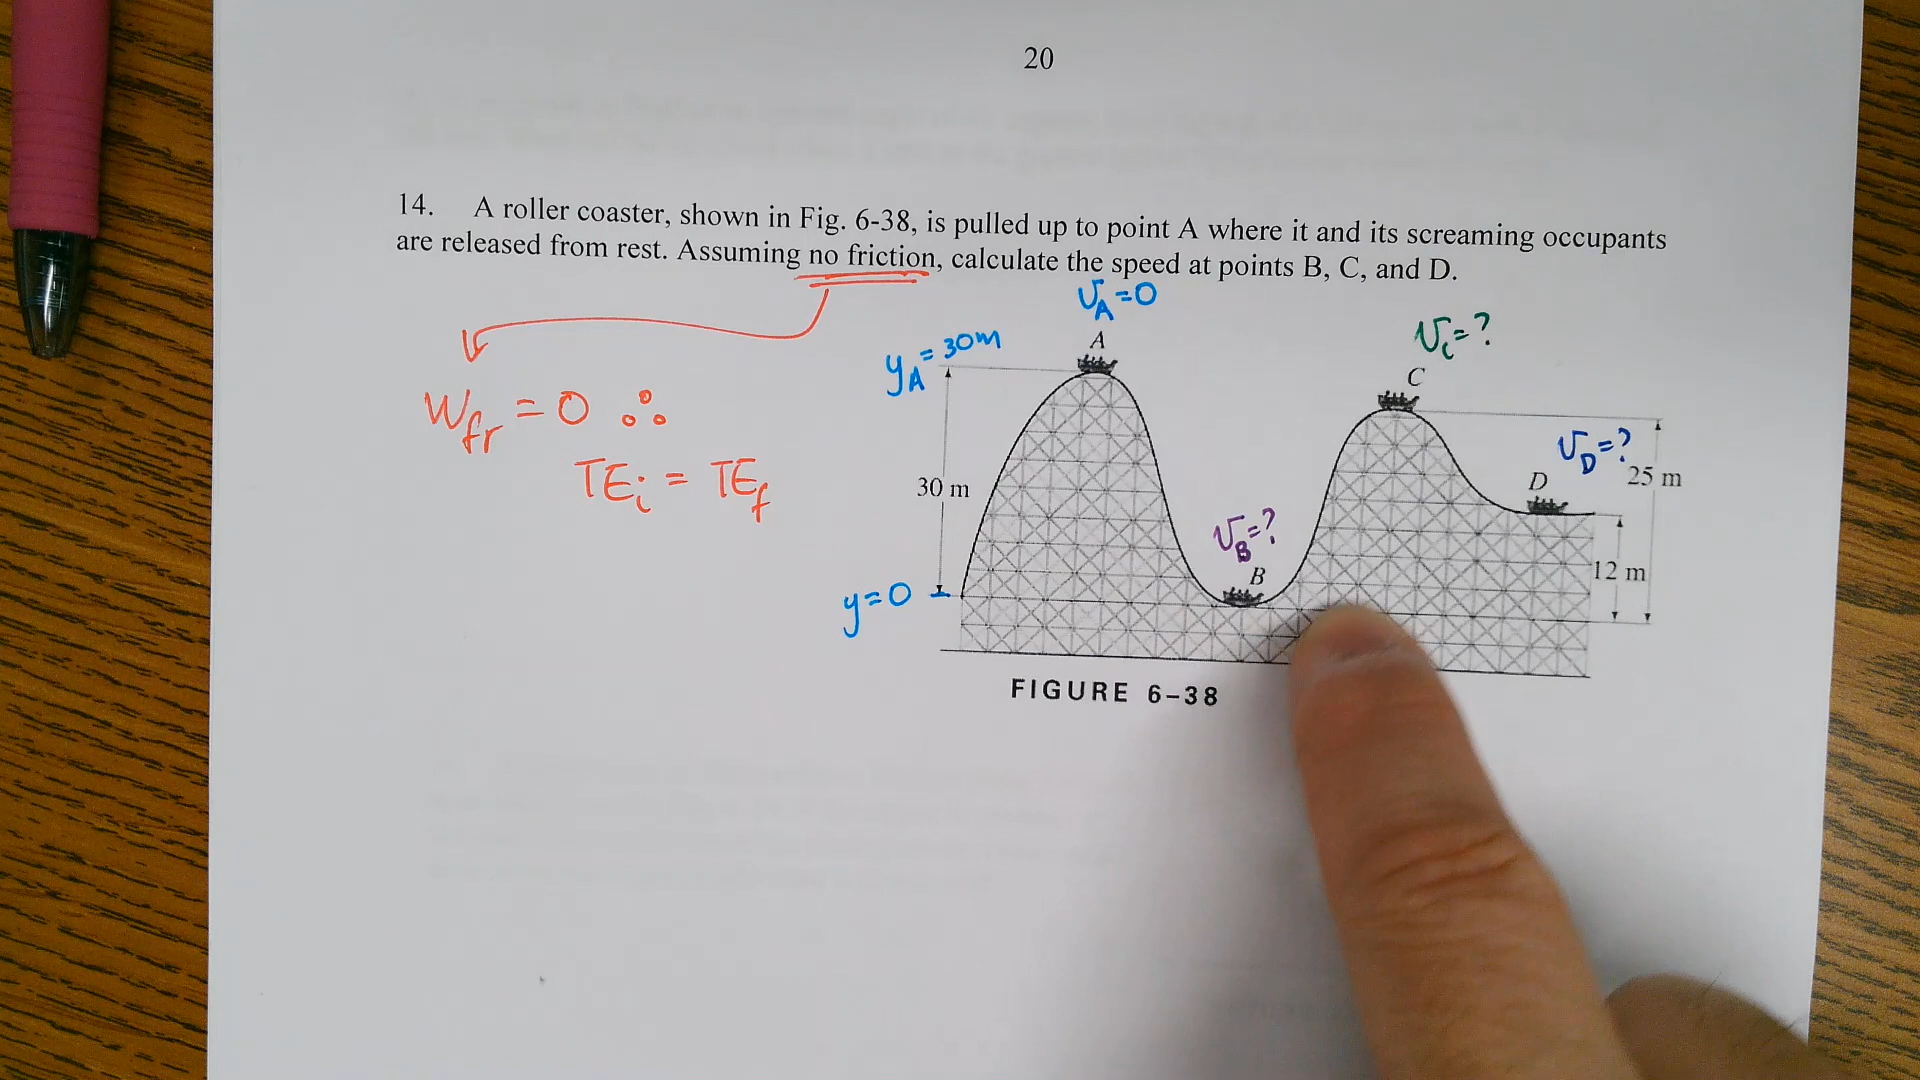 20
14. A roller coaster, shown in Fig. 6-38, is pulled up to point A where it and its screaming occupants
are released from rest. Assuming no friction, calculate the speed at points B, C, and D.
v_A = 0
y_A = 30m
A
v_C = ?
C
W_fr = 0 ∴
TE_i = TE_f
v_D = ?
25 m
D
30 m
v_B = ?
B
12 m
y = 0
FIGURE 6-38